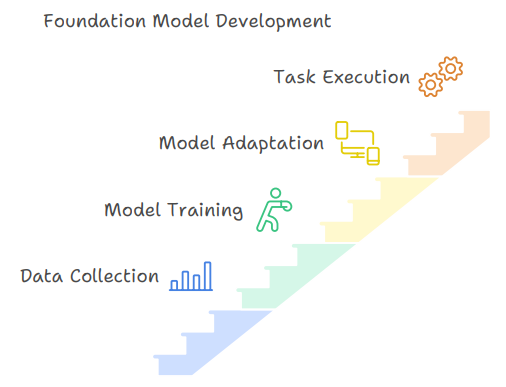 Foundation Model Development
Task Execution
Model Adaptation
Model Training
Data Collection